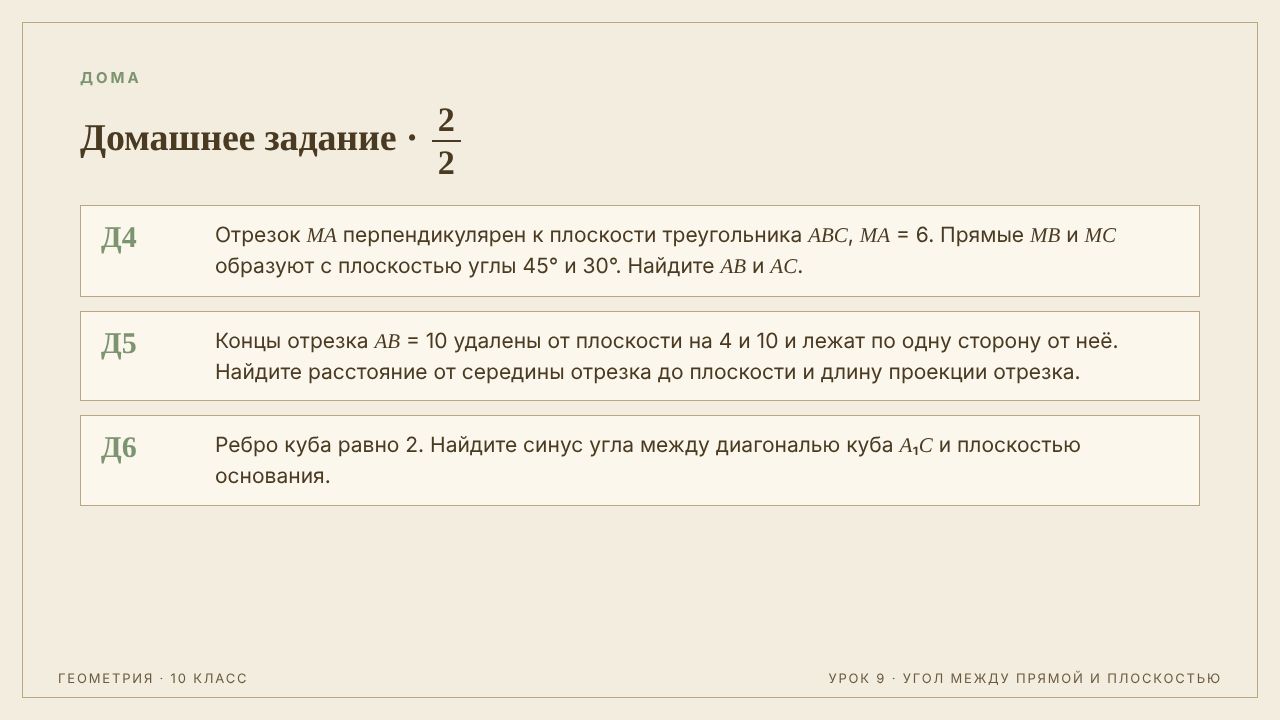 ДОМА
Домашнее задание · 2/2
Д4
Отрезок MA перпендикулярен к плоскости треугольника ABC, MA = 6. Прямые MB и MC
образуют с плоскостью углы 45° и 30°. Найдите AB и AC.
Д5
Концы отрезка AB = 10 удалены от плоскости на 4 и 10 и лежат по одну сторону от неё.
Найдите расстояние от середины отрезка до плоскости и длину проекции отрезка.
Д6
Ребро куба равно 2. Найдите синус угла между диагональю куба A₁C и плоскостью
основания.
ГЕОМЕТРИЯ · 10 КЛАСС
УРОК 9 · УГОЛ МЕЖДУ ПРЯМОЙ И ПЛОСКОСТЬЮ